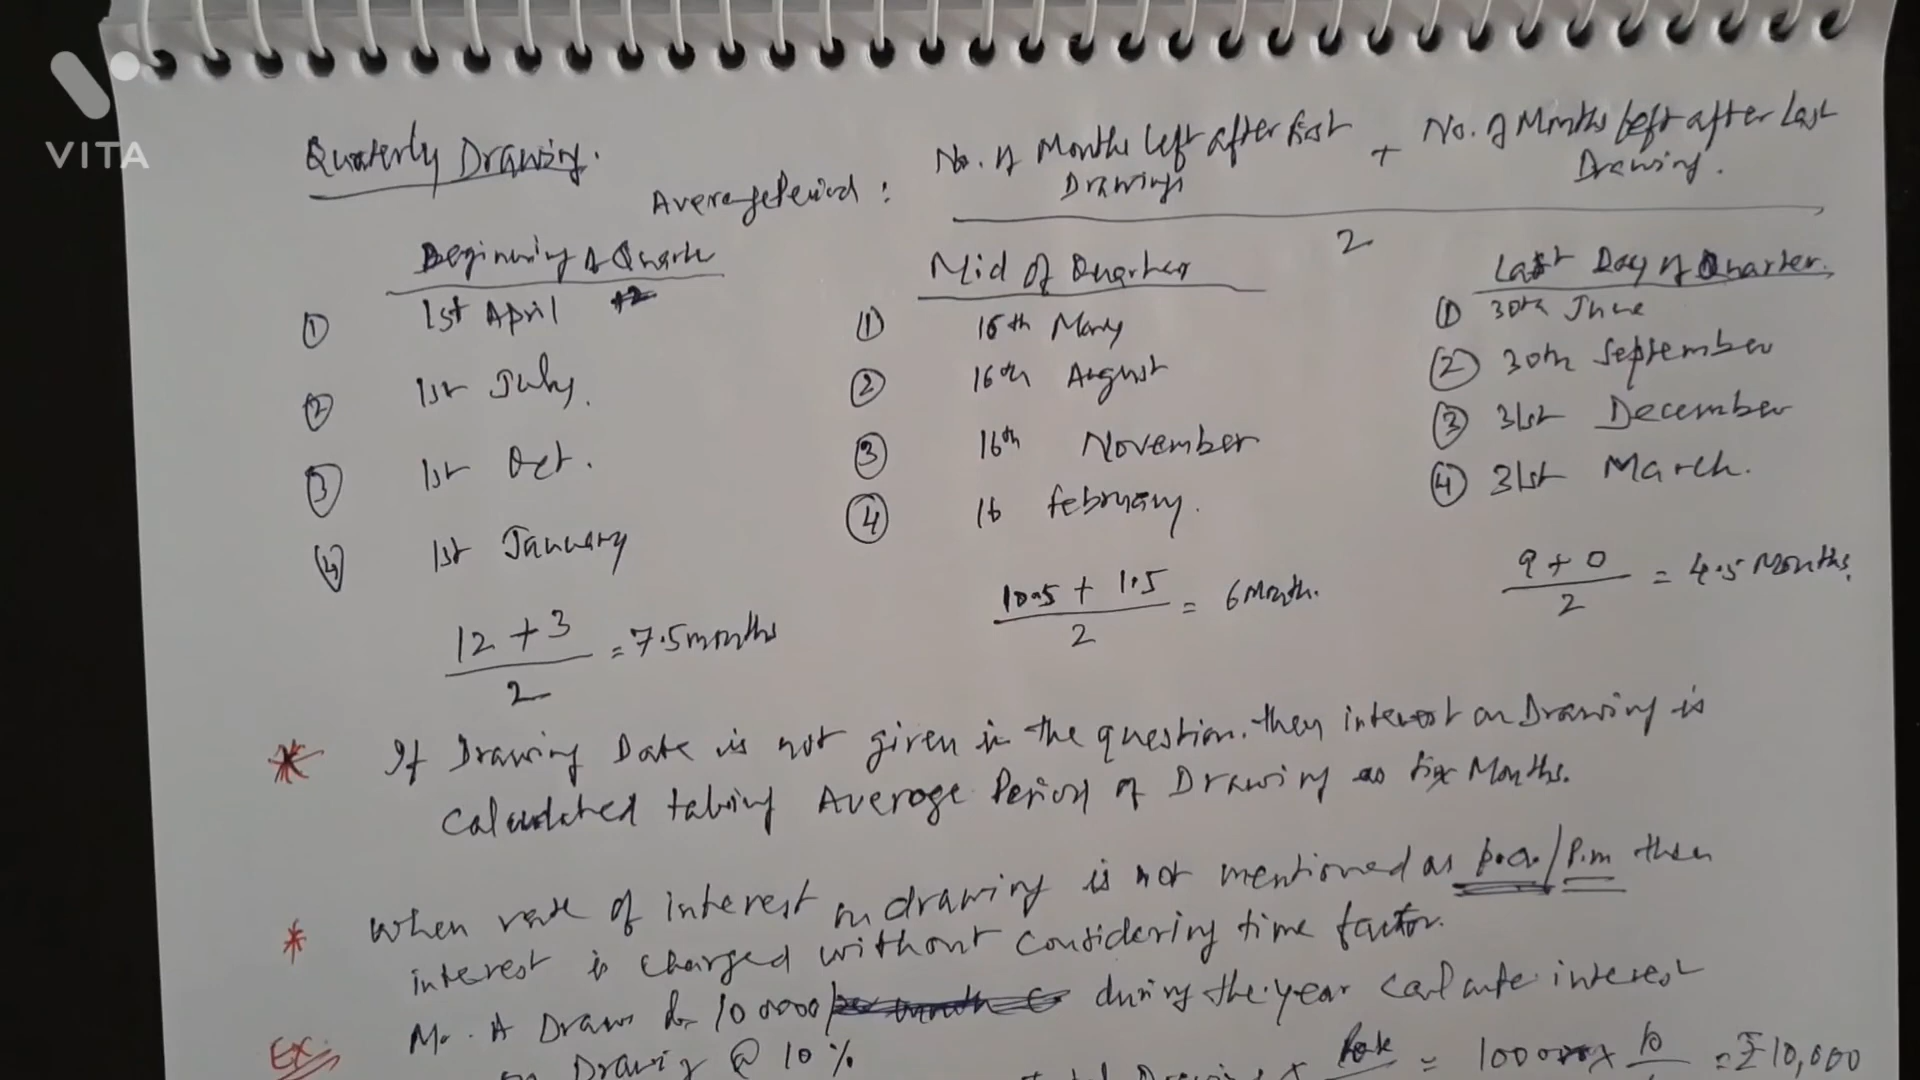 VITA
Quaterly Drawing.
Average Period : No. of Months left after first Drawings + No. of Months left after Last Drawing.
2
Beginning of Quarter
① 1st April
② 1st July.
③ 1st Oct.
④ 1st January
12 + 3 / 2 = 7.5 months
Mid of Quarter
① 16th May
② 16th August
③ 16th November
④ 16 february.
10.5 + 1.5 / 2 = 6 Month.
Last Day of Quarter.
① 30th June
② 30th September
③ 31st December
④ 31st March.
9 + 0 / 2 = 4.5 Months.
* If Drawing Date is not given in the question. then interest on Drawing is
calculated taking Average Period of Drawing as six Months.
* When rate of interest on drawing is not mentioned as p.a. / P.m then
interest is charged without considering time factor.
Ex. Mr. A Draws Rs 100000/ during the year calculate interest
on Drawing @ 10 %
Drawing x Rate = 100000 x 10 = ₹10,000